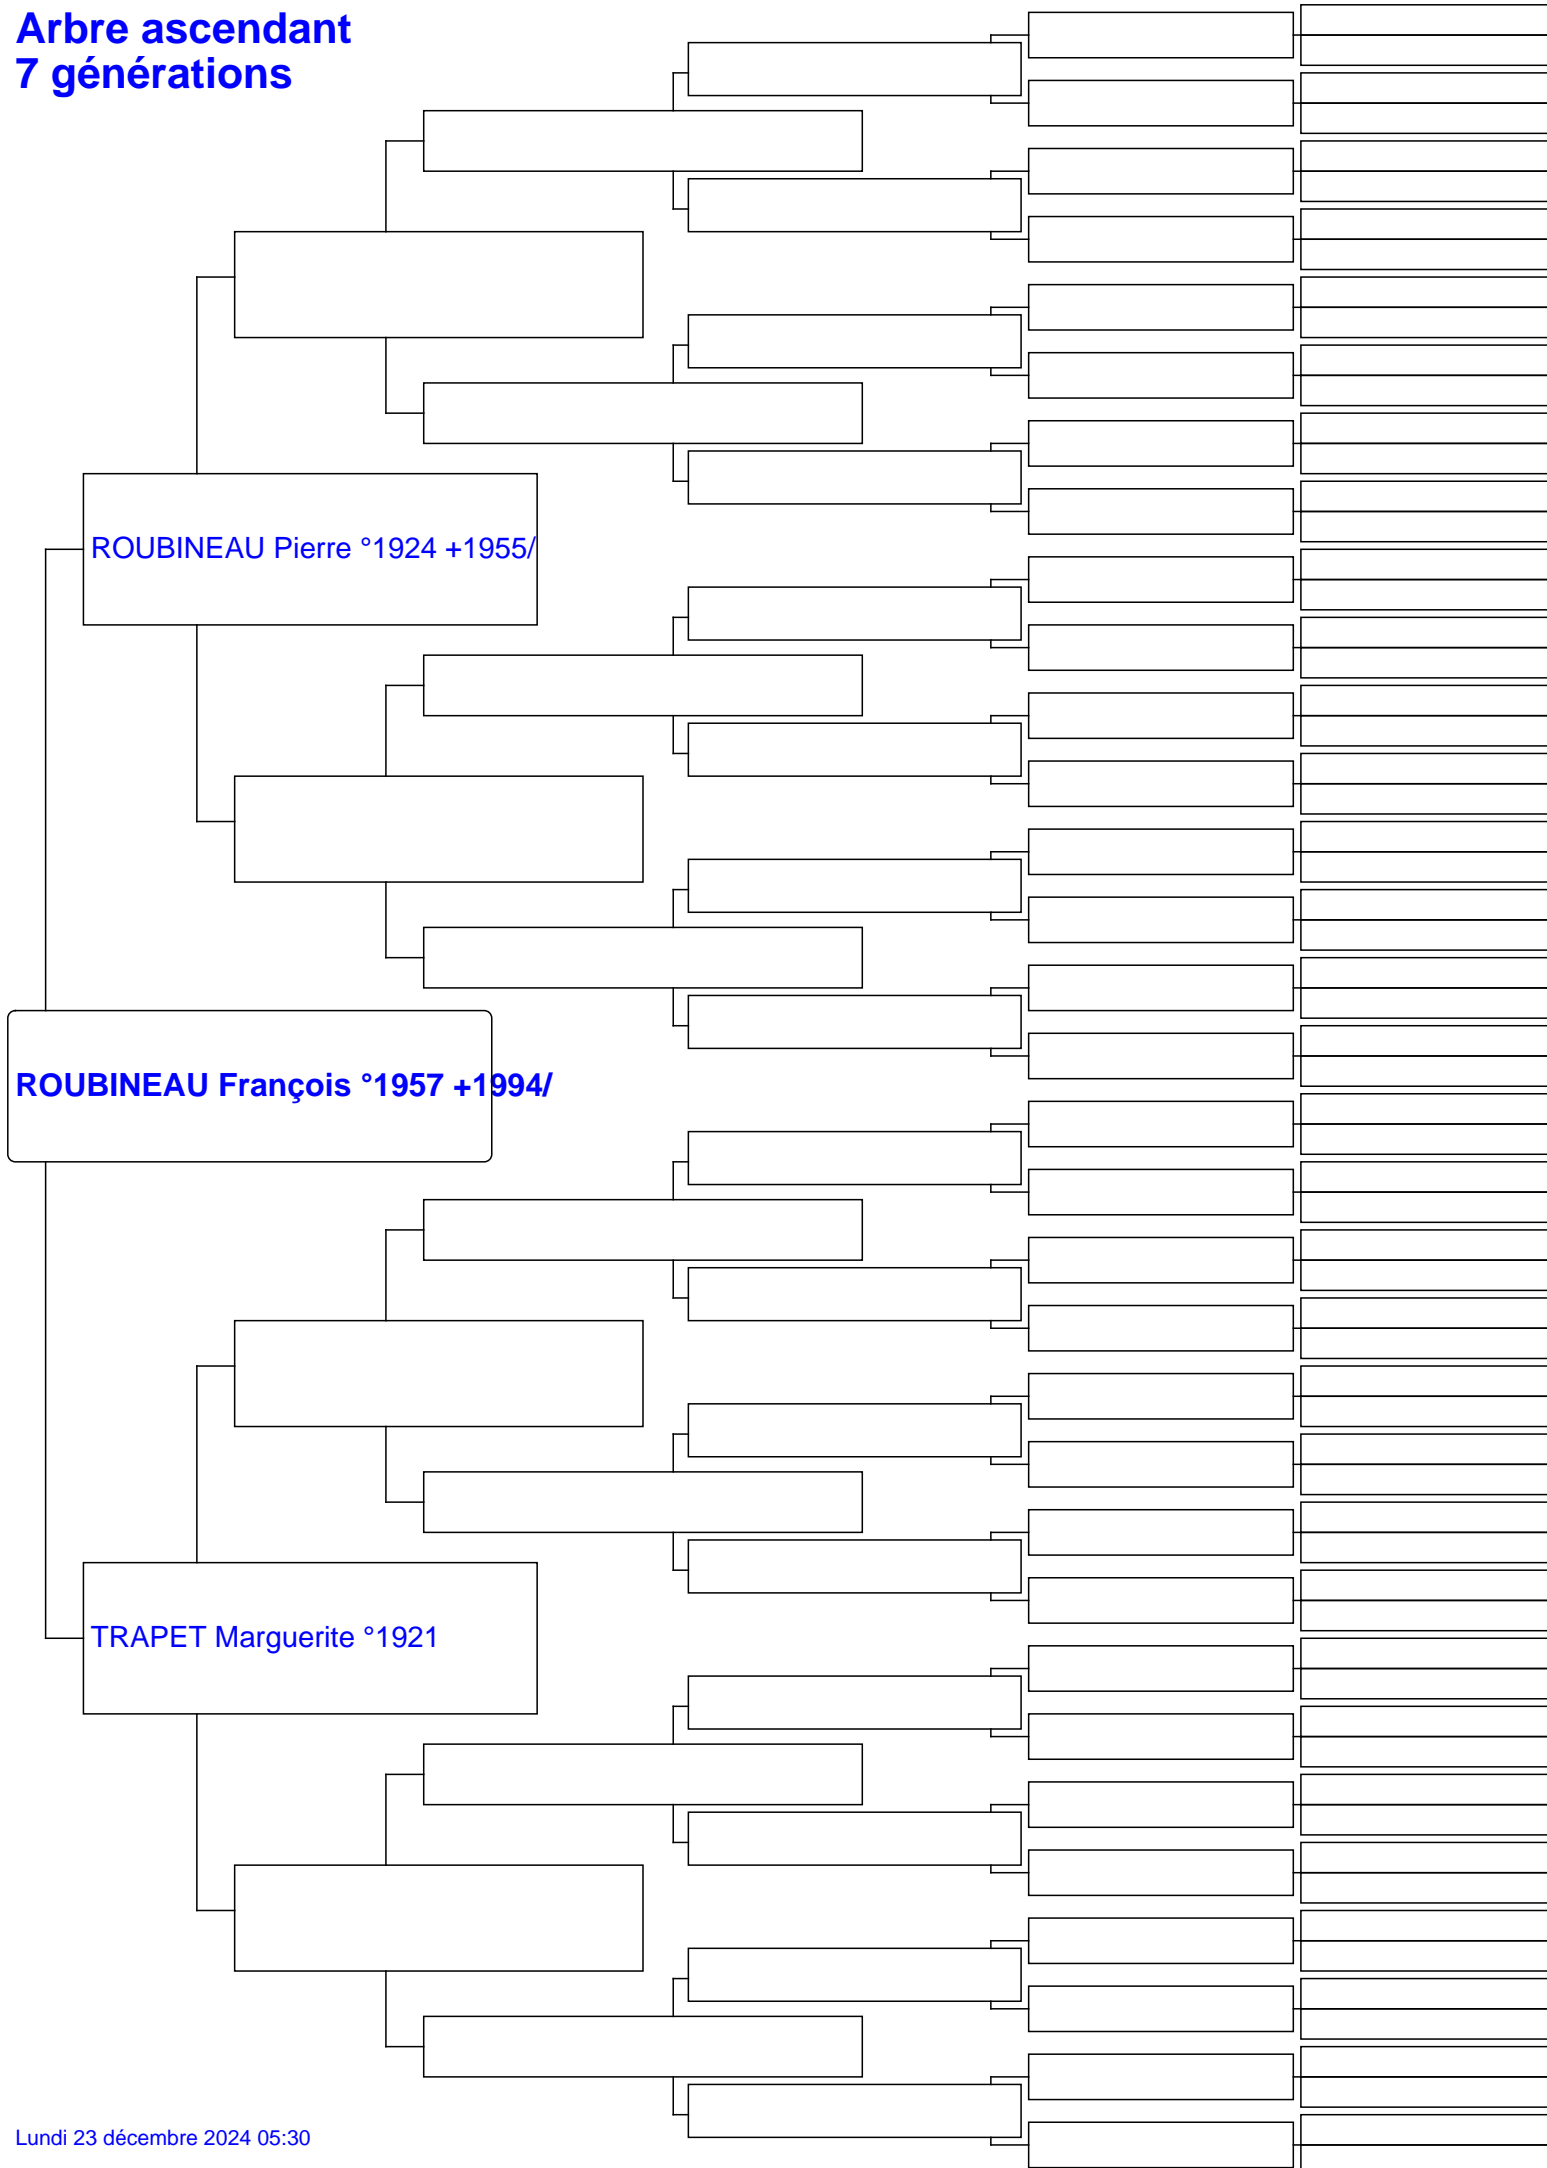 Arbre ascendant
7 générations
ROUBINEAU Pierre °1924 +1955/
ROUBINEAU François °1957 +1994/
TRAPET Marguerite °1921
Lundi 23 décembre 2024 05:30